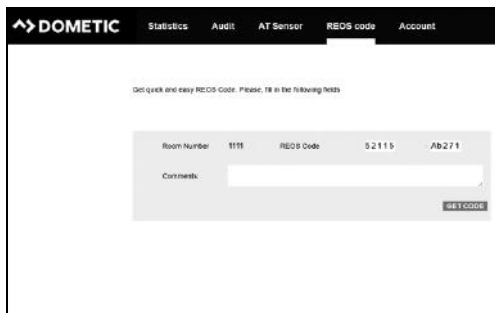 DOMETIC Statistics Audit AT Sensor REOS code Account
Get quick and easy REOS Code. Please, fill in the following fields
Room Number 1111 REOS Code 52115 Ab271
Comments:
GET CODE